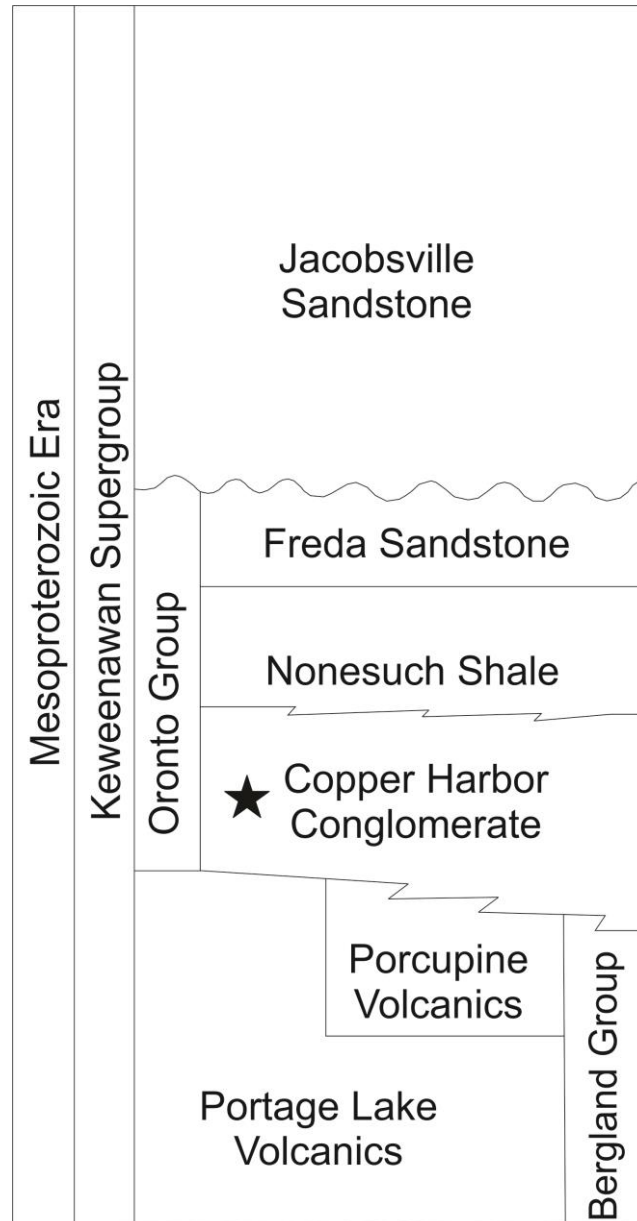 Mesoproterozoic Era
Keweenawan Supergroup
Jacobsville
Sandstone
Oronto Group
Freda Sandstone
Nonesuch Shale
Copper Harbor
Conglomerate
Porcupine
Volcanics
Portage Lake
Volcanics
Bergland Group